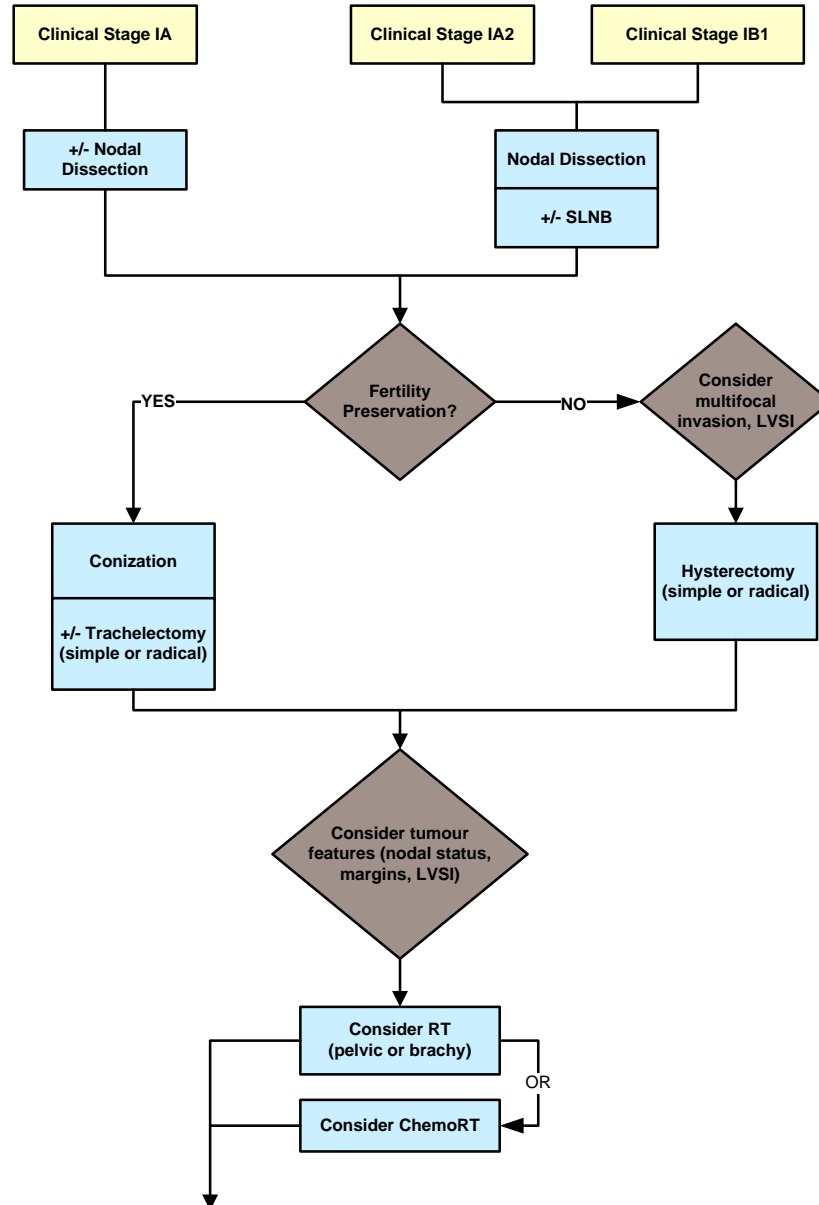 Clinical Stage IA
Clinical Stage IA2
Clinical Stage IB1
+/- Nodal
Dissection
Nodal Dissection
+/- SLNB
Fertility
Preservation?
YES
NO
Consider
multifocal
invasion, LVSI
Conization
+/- Trachelectomy
(simple or radical)
Hysterectomy
(simple or radical)
Consider tumour
features (nodal status,
margins, LVSI)
Consider RT
(pelvic or brachy)
OR
Consider ChemoRT